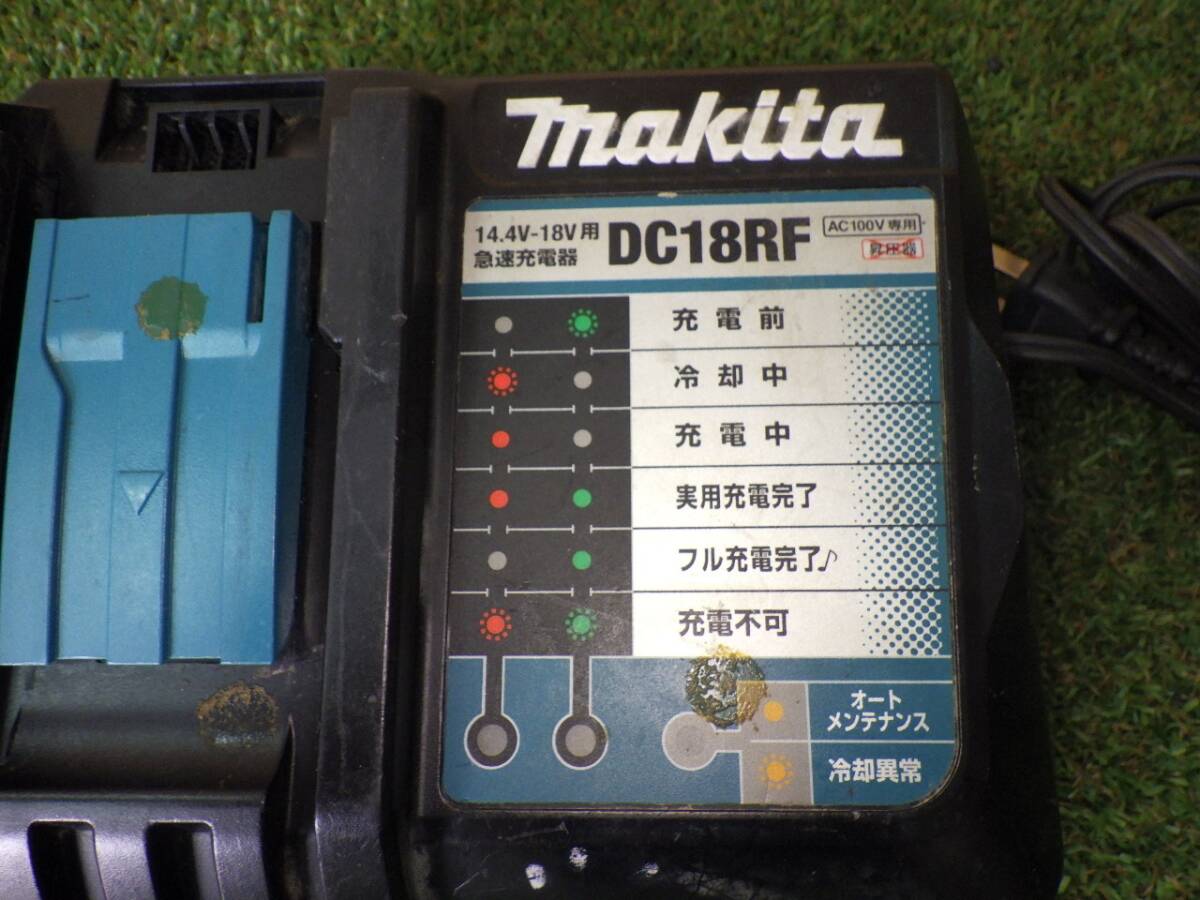 makita
14.4V-18V用
急速充電器
DC18RF
AC100V専用
昇圧器
充電前
冷却中
充電中
実用充電完了
フル充電完了♪
充電不可
オート
メンテナンス
冷却異常